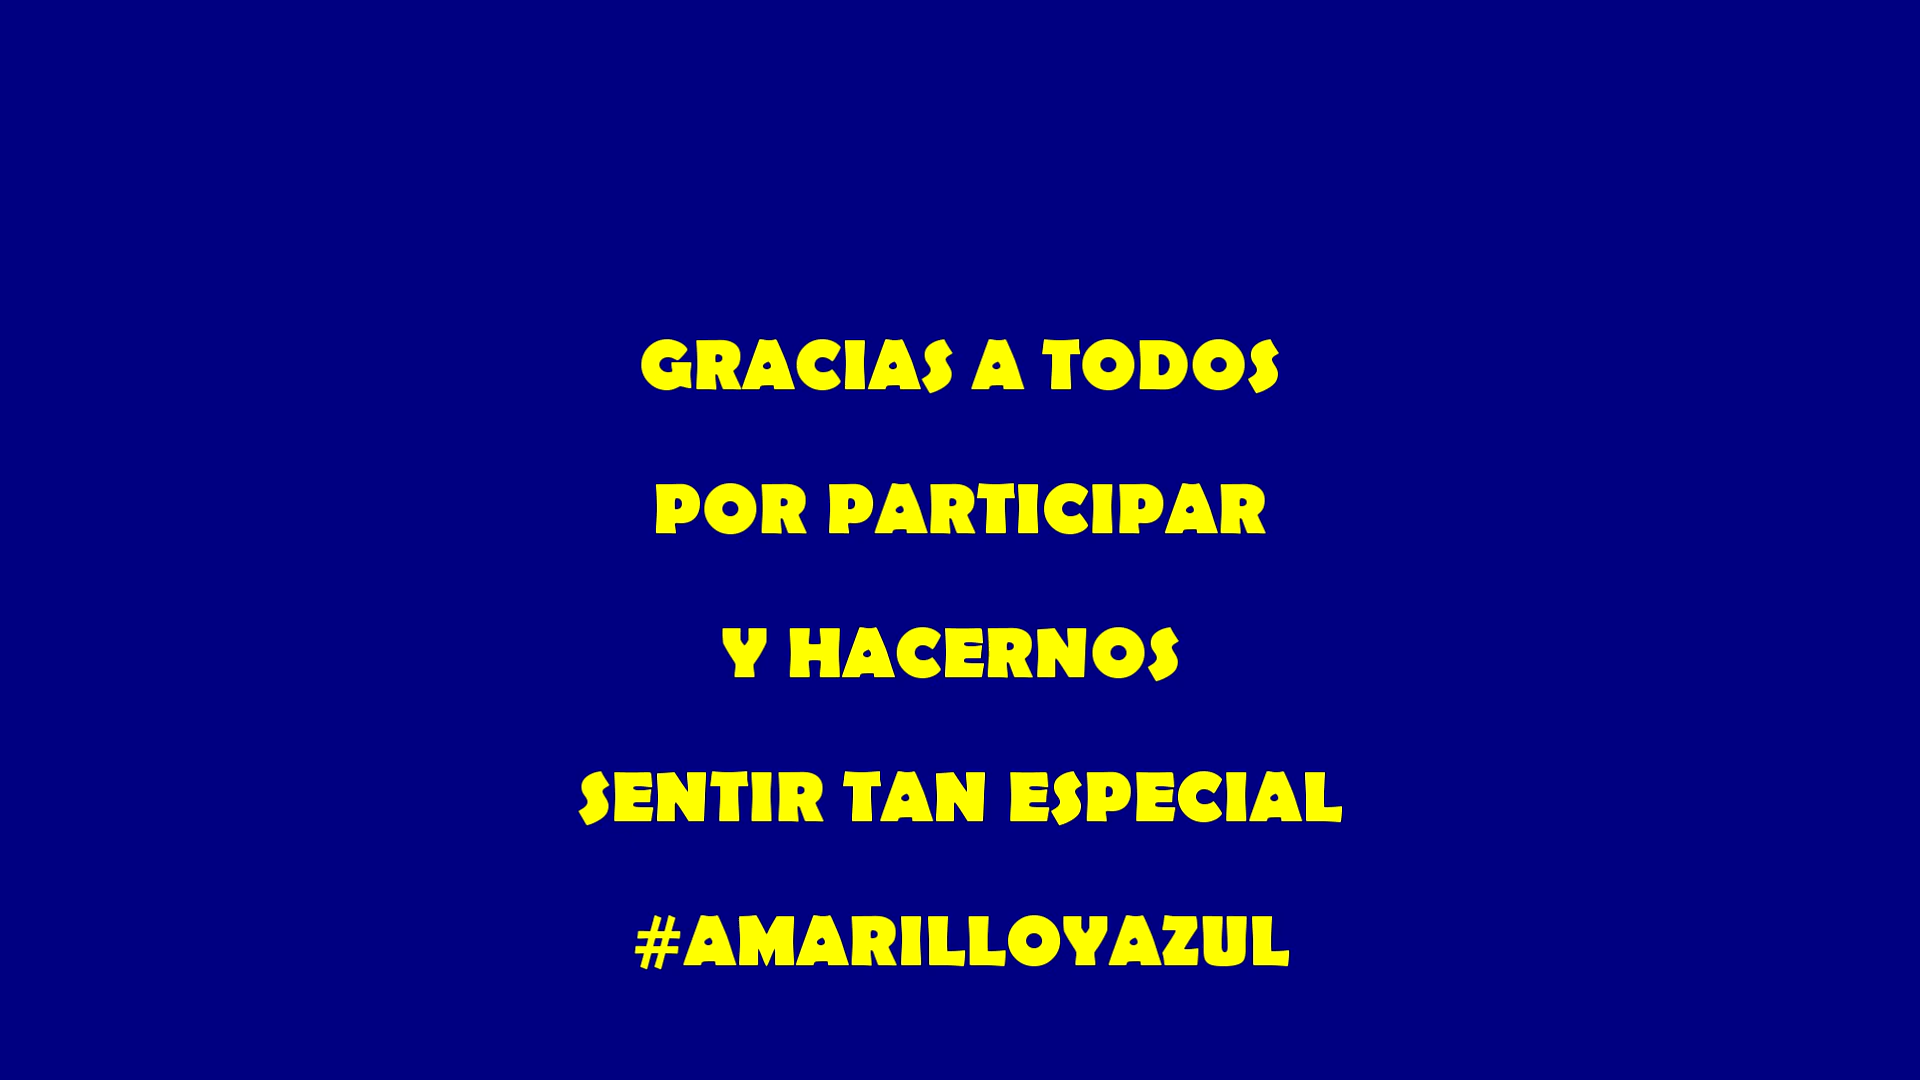 GRACIAS A TODOS
POR PARTICIPAR
Y HACERNOS
SENTIR TAN ESPECIAL
#AMARILLOYAZUL